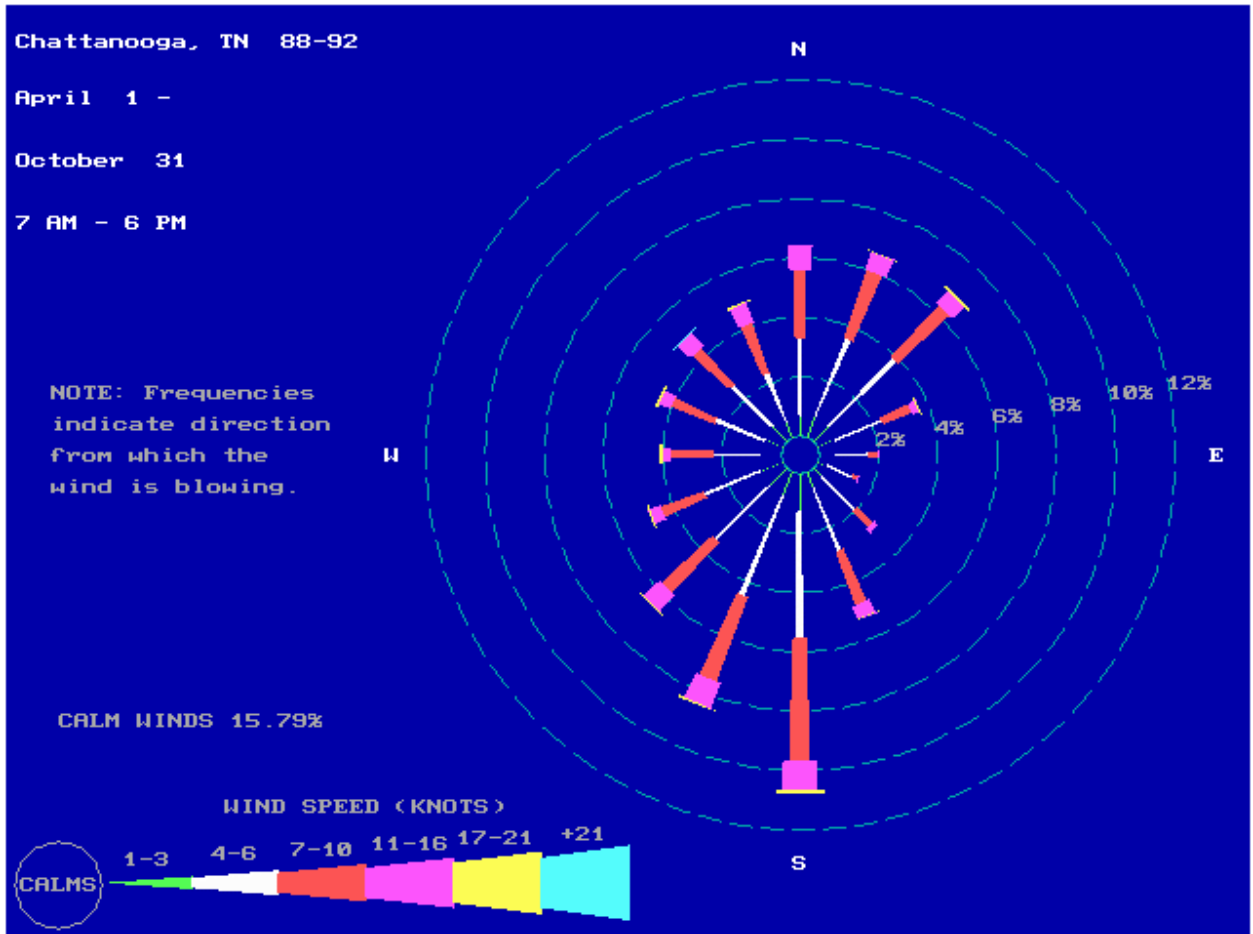 Chattanooga, TN 88-92
April 1 -
October 31
7 AM - 6 PM
N
NOTE: Frequencies
indicate direction
from which the
wind is blowing.
W
2%
4%
6%
8%
10%
12%
E
CALM WINDS 15.79%
S
WIND SPEED (KNOTS)
CALMS
1-3
4-6
7-10
11-16
17-21
+21